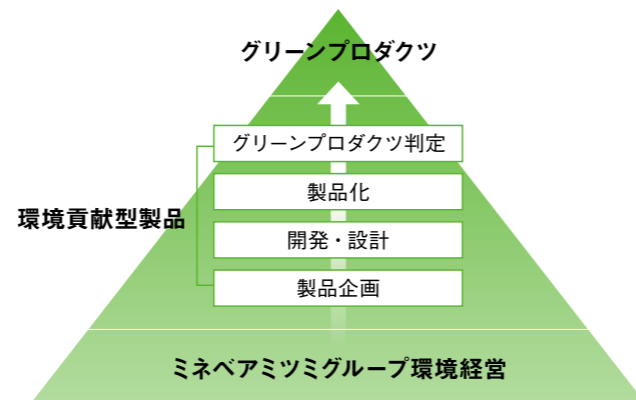 グリーンプロダクツ
グリーンプロダクツ判定
製品化
環境貢献型製品
開発・設計
製品企画
ミネベアミツミグループ環境経営